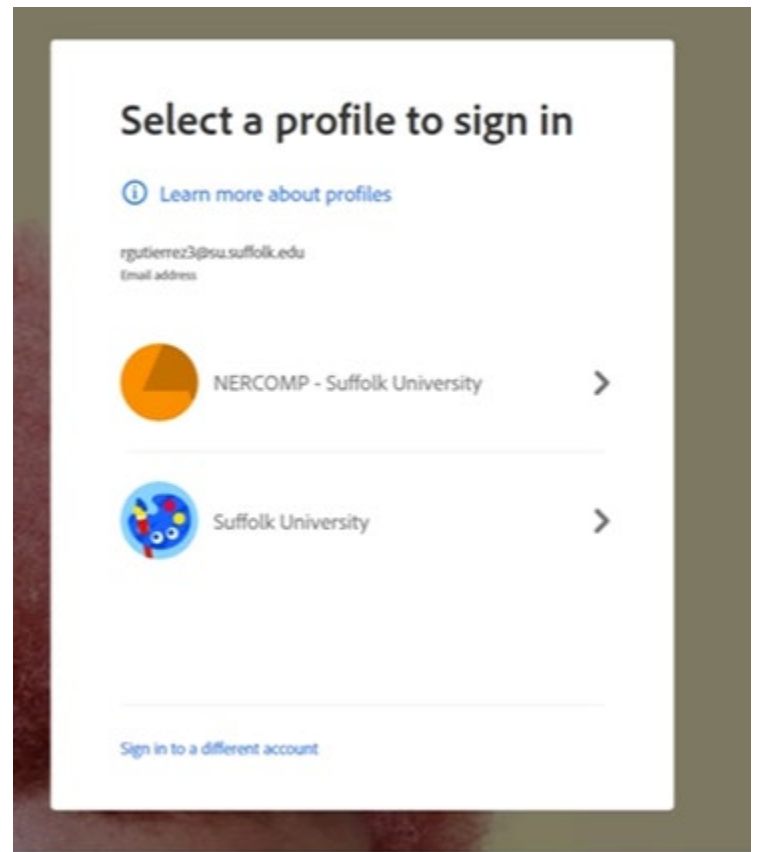 Select a profile to sign in
Learn more about profiles
rgutierrez3@su.suffolk.edu
Email address
NERCOMP - Suffolk University
Suffolk University
Sign in to a different account